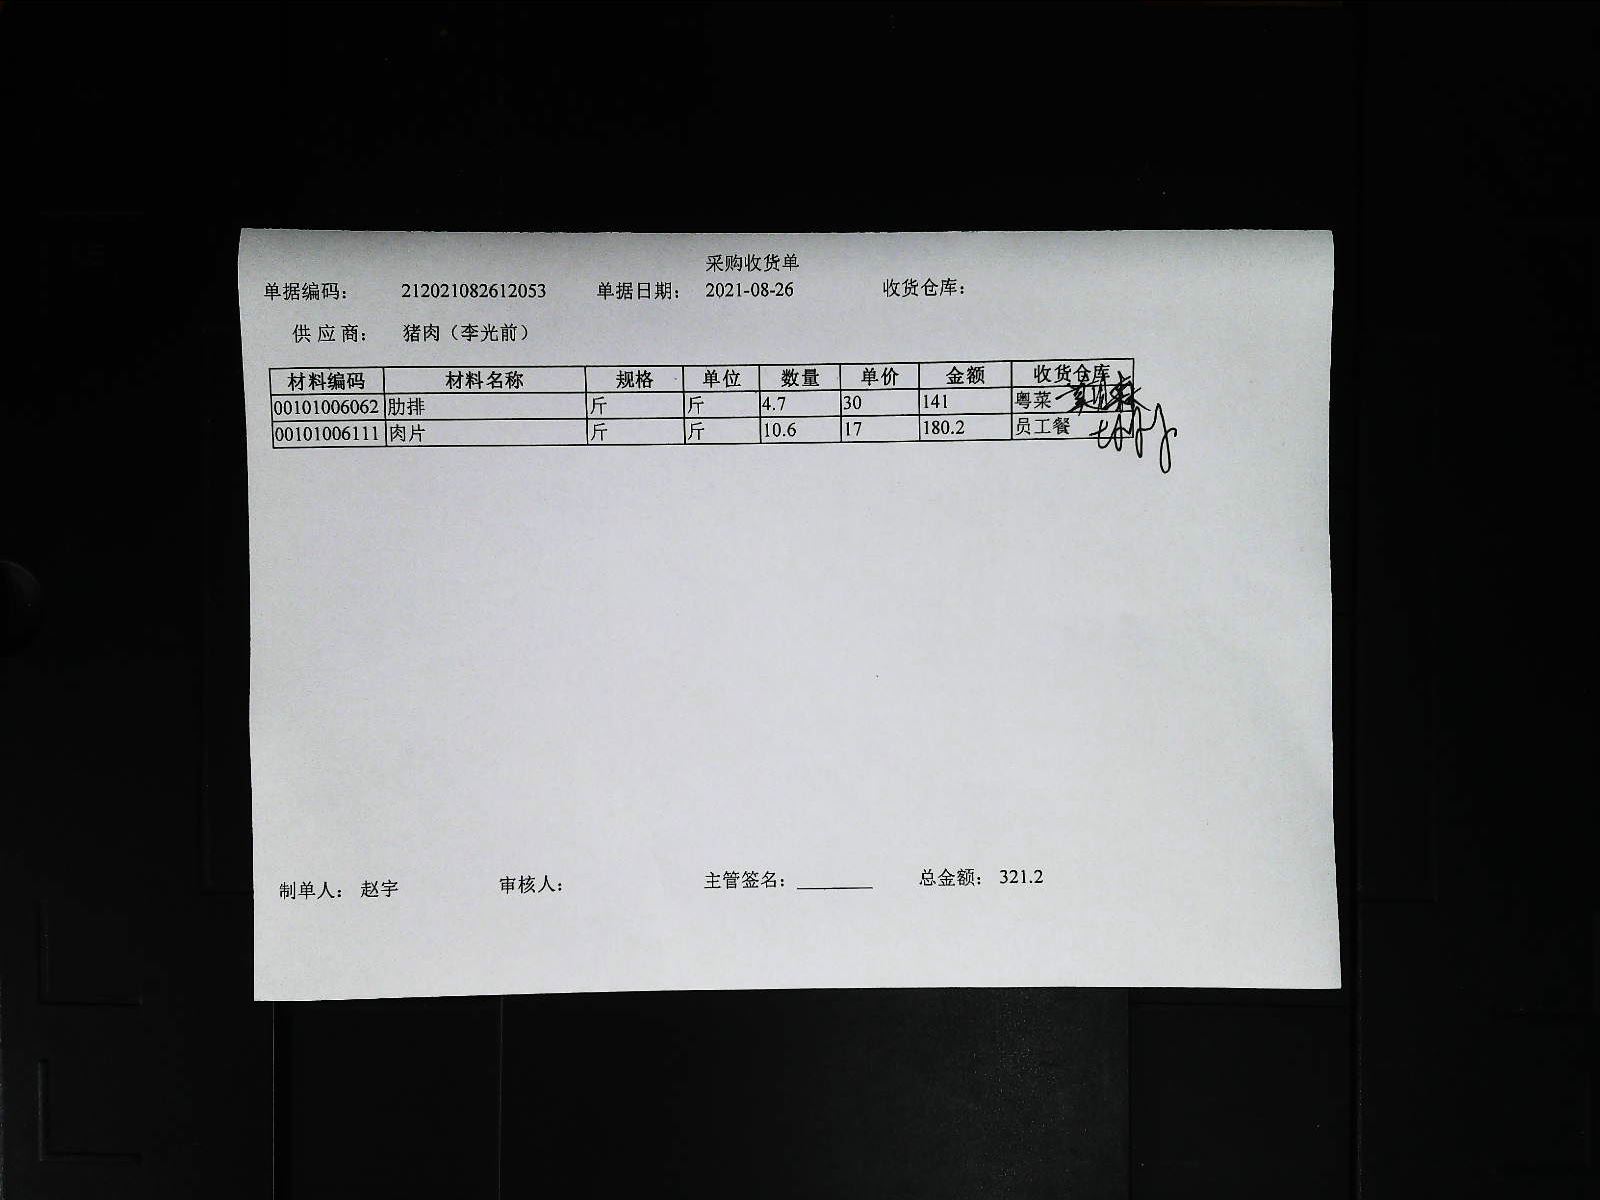 采购收货单
单据编码： 212021082612053 单据日期： 2021-08-26 收货仓库：
供 应 商： 猪肉（李光前）
材料编码 材料名称 规格 单位 数量 单价 金额 收货仓库
00101006062 肋排 斤 斤 4.7 30 141 粤菜
00101006111 肉片 斤 斤 10.6 17 180.2 员工餐
制单人： 赵宇 审核人： 主管签名： 总金额： 321.2